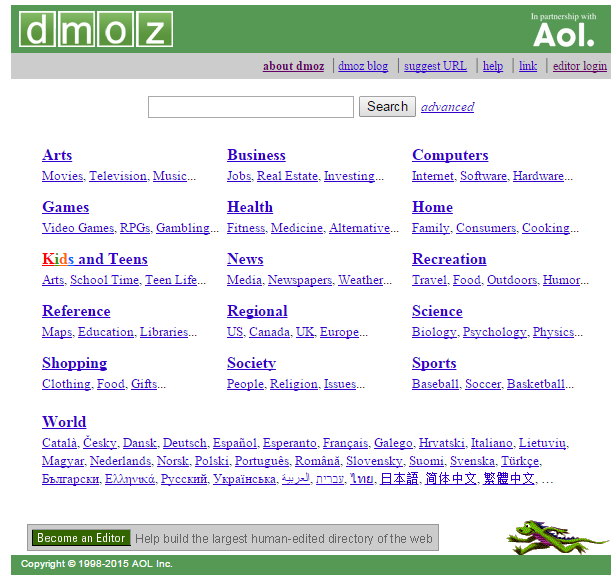 dmoz
In partnership with
Aol.
about dmoz | dmoz blog | suggest URL | help | link | editor login
Search advanced
Arts
Movies, Television, Music...
Business
Jobs, Real Estate, Investing...
Computers
Internet, Software, Hardware...
Games
Video Games, RPGs, Gambling...
Health
Fitness, Medicine, Alternative...
Home
Family, Consumers, Cooking...
Kids and Teens
Arts, School Time, Teen Life...
News
Media, Newspapers, Weather...
Recreation
Travel, Food, Outdoors, Humor...
Reference
Maps, Education, Libraries...
Regional
US, Canada, UK, Europe...
Science
Biology, Psychology, Physics...
Shopping
Clothing, Food, Gifts...
Society
People, Religion, Issues...
Sports
Baseball, Soccer, Basketball...
World
Català, Česky, Dansk, Deutsch, Español, Esperanto, Français, Galego, Hrvatski, Italiano, Lietuvių,
Magyar, Nederlands, Norsk, Polski, Português, Română, Slovensky, Suomi, Svenska, Türkçe,
Български, Ελληνικά, Русский, Українська, العربية, עברית, ไทย, 日本語, 简体中文, 繁體中文, ...
Become an Editor Help build the largest human-edited directory of the web
Copyright © 1998-2015 AOL Inc.